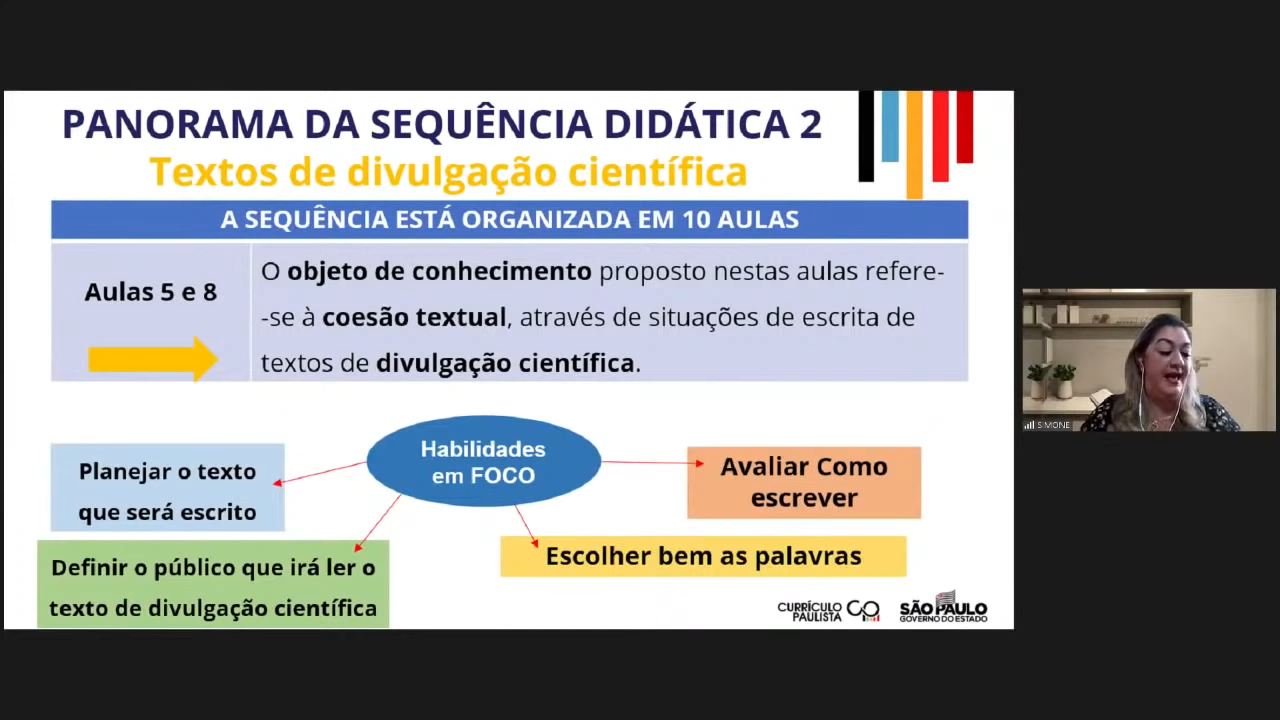 PANORAMA DA SEQUÊNCIA DIDÁTICA 2
Textos de divulgação científica
A SEQUÊNCIA ESTÁ ORGANIZADA EM 10 AULAS
Aulas 5 e 8
O objeto de conhecimento proposto nestas aulas refere-
-se à coesão textual, através de situações de escrita de
textos de divulgação científica.
Habilidades
em FOCO
Planejar o texto
que será escrito
Avaliar Como
escrever
Definir o público que irá ler o
texto de divulgação científica
Escolher bem as palavras
CURRÍCULO
PAULISTA
SÃO PAULO
GOVERNO DO ESTADO
SIMONE